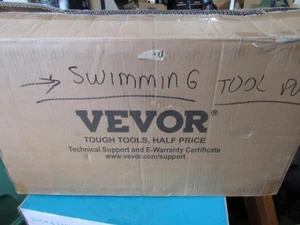 → SWIMMING TOOL
VEVOR®
TOUGH TOOLS, HALF PRICE
Technical Support and E-Warranty Certificate
www.vevor.com/support